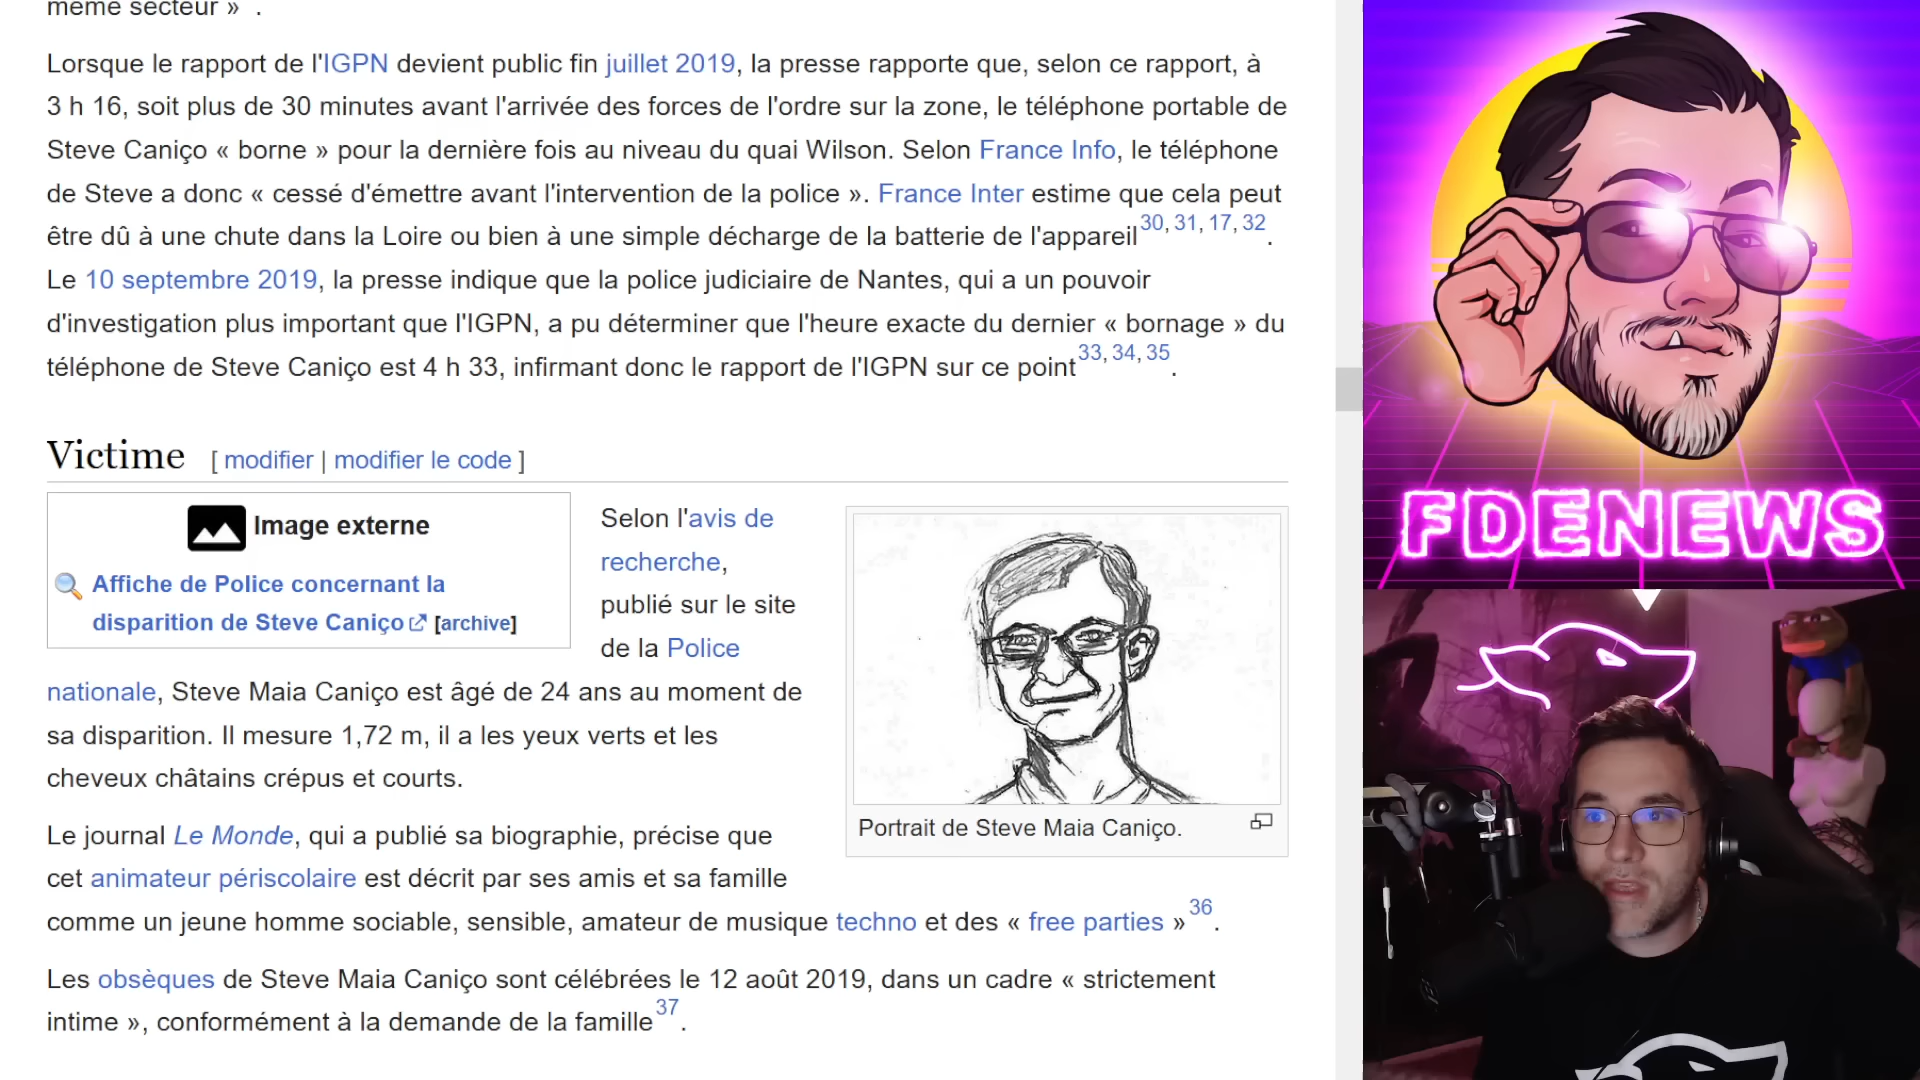 même secteur » .
Lorsque le rapport de l'IGPN devient public fin juillet 2019, la presse rapporte que, selon ce rapport, à
3 h 16, soit plus de 30 minutes avant l'arrivée des forces de l'ordre sur la zone, le téléphone portable de
Steve Caniço « borne » pour la dernière fois au niveau du quai Wilson. Selon France Info, le téléphone
de Steve a donc « cessé d'émettre avant l'intervention de la police ». France Inter estime que cela peut
être dû à une chute dans la Loire ou bien à une simple décharge de la batterie de l'appareil30, 31, 17, 32.
Le 10 septembre 2019, la presse indique que la police judiciaire de Nantes, qui a un pouvoir
d'investigation plus important que l'IGPN, a pu déterminer que l'heure exacte du dernier « bornage » du
téléphone de Steve Caniço est 4 h 33, infirmant donc le rapport de l'IGPN sur ce point33, 34, 35.
Victime [ modifier | modifier le code ]
Image externe
Affiche de Police concernant la
disparition de Steve Caniço [archive]
Selon l'avis de
recherche,
publié sur le site
de la Police
nationale, Steve Maia Caniço est âgé de 24 ans au moment de
sa disparition. Il mesure 1,72 m, il a les yeux verts et les
cheveux châtains crépus et courts.
Portrait de Steve Maia Caniço.
Le journal Le Monde, qui a publié sa biographie, précise que
cet animateur périscolaire est décrit par ses amis et sa famille
comme un jeune homme sociable, sensible, amateur de musique techno et des « free parties »36.
Les obsèques de Steve Maia Caniço sont célébrées le 12 août 2019, dans un cadre « strictement
intime », conformément à la demande de la famille37.
FDENEWS